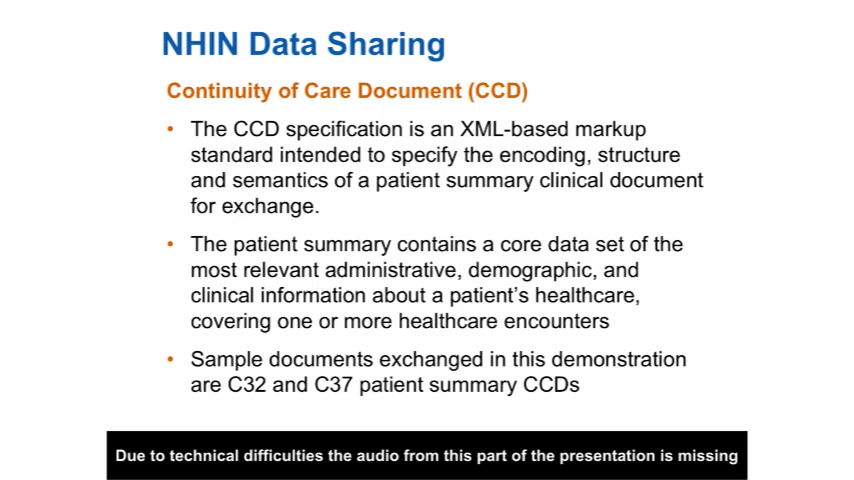 NHIN Data Sharing
Continuity of Care Document (CCD)
• The CCD specification is an XML-based markup
standard intended to specify the encoding, structure
and semantics of a patient summary clinical document
for exchange.
• The patient summary contains a core data set of the
most relevant administrative, demographic, and
clinical information about a patient's healthcare,
covering one or more healthcare encounters
• Sample documents exchanged in this demonstration
are C32 and C37 patient summary CCDs
Due to technical difficulties the audio from this part of the presentation is missing